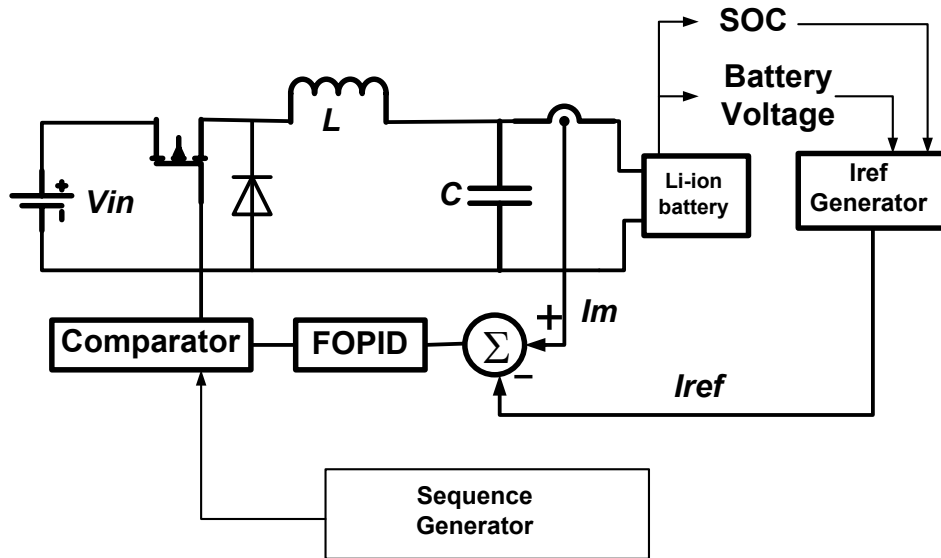 SOC
Battery
Voltage
L
Vin
C
Li-ion
battery
Iref
Generator
+
Im
Comparator
FOPID
Σ
−
Iref
Sequence
Generator